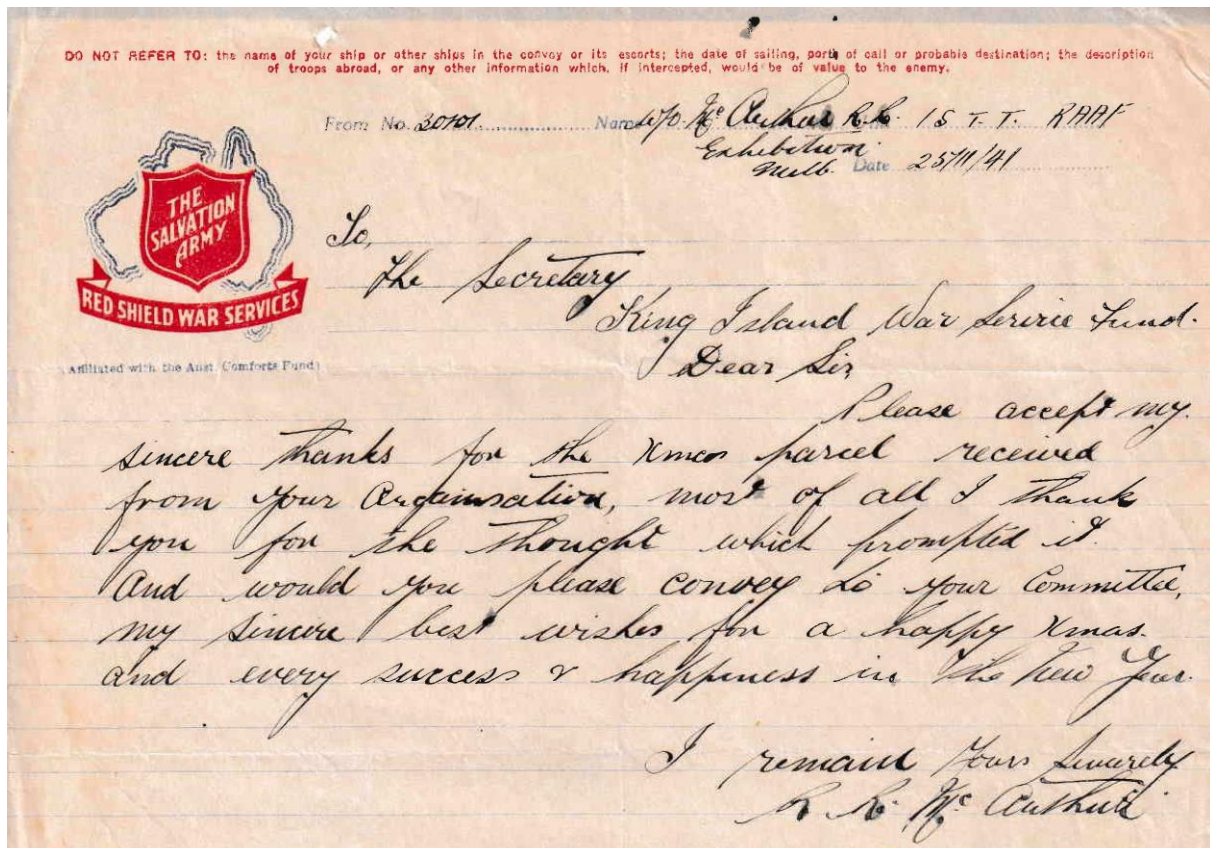 DO NOT REFER TO: the name of your ship or other ships in the convoy or its escorts; the date of sailing, ports of call or probable destination; the description
of troops abroad, or any other information which, if intercepted, would be of value to the enemy.
From No. Name W/O Mc Arthur R.R. 1 S T.T. RAAF
Exhibition
Melb. Date 25/11/41
THE
SALVATION
ARMY
RED SHIELD WAR SERVICES
(Affiliated with the Aust. Comforts Fund)
To,
The Secretary
King Island War Service Fund.
Dear Sir,
Please accept my
sincere thanks for the Xmas parcel received
from your Organisation, most of all I thank
you for the thought which prompted it.
And would you please convey to your Committee,
my sincere best wishes for a happy Xmas.
and every success & happiness in the New Year.
I remain Yours Sincerely
R R. Mc Arthur